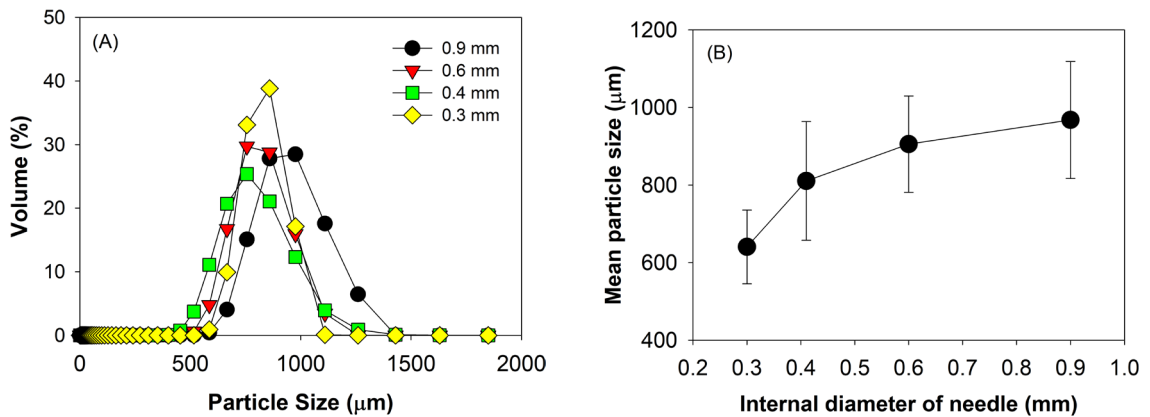 (A)
50
40
30
20
10
0
Volume (%)
0.9 mm
0.6 mm
0.4 mm
0.3 mm
0 500 1000 1500 2000
Particle Size (μm)
(B)
1200
1000
800
600
400
Mean particle size (μm)
0.2 0.3 0.4 0.5 0.6 0.7 0.8 0.9 1.0
Internal diameter of needle (mm)